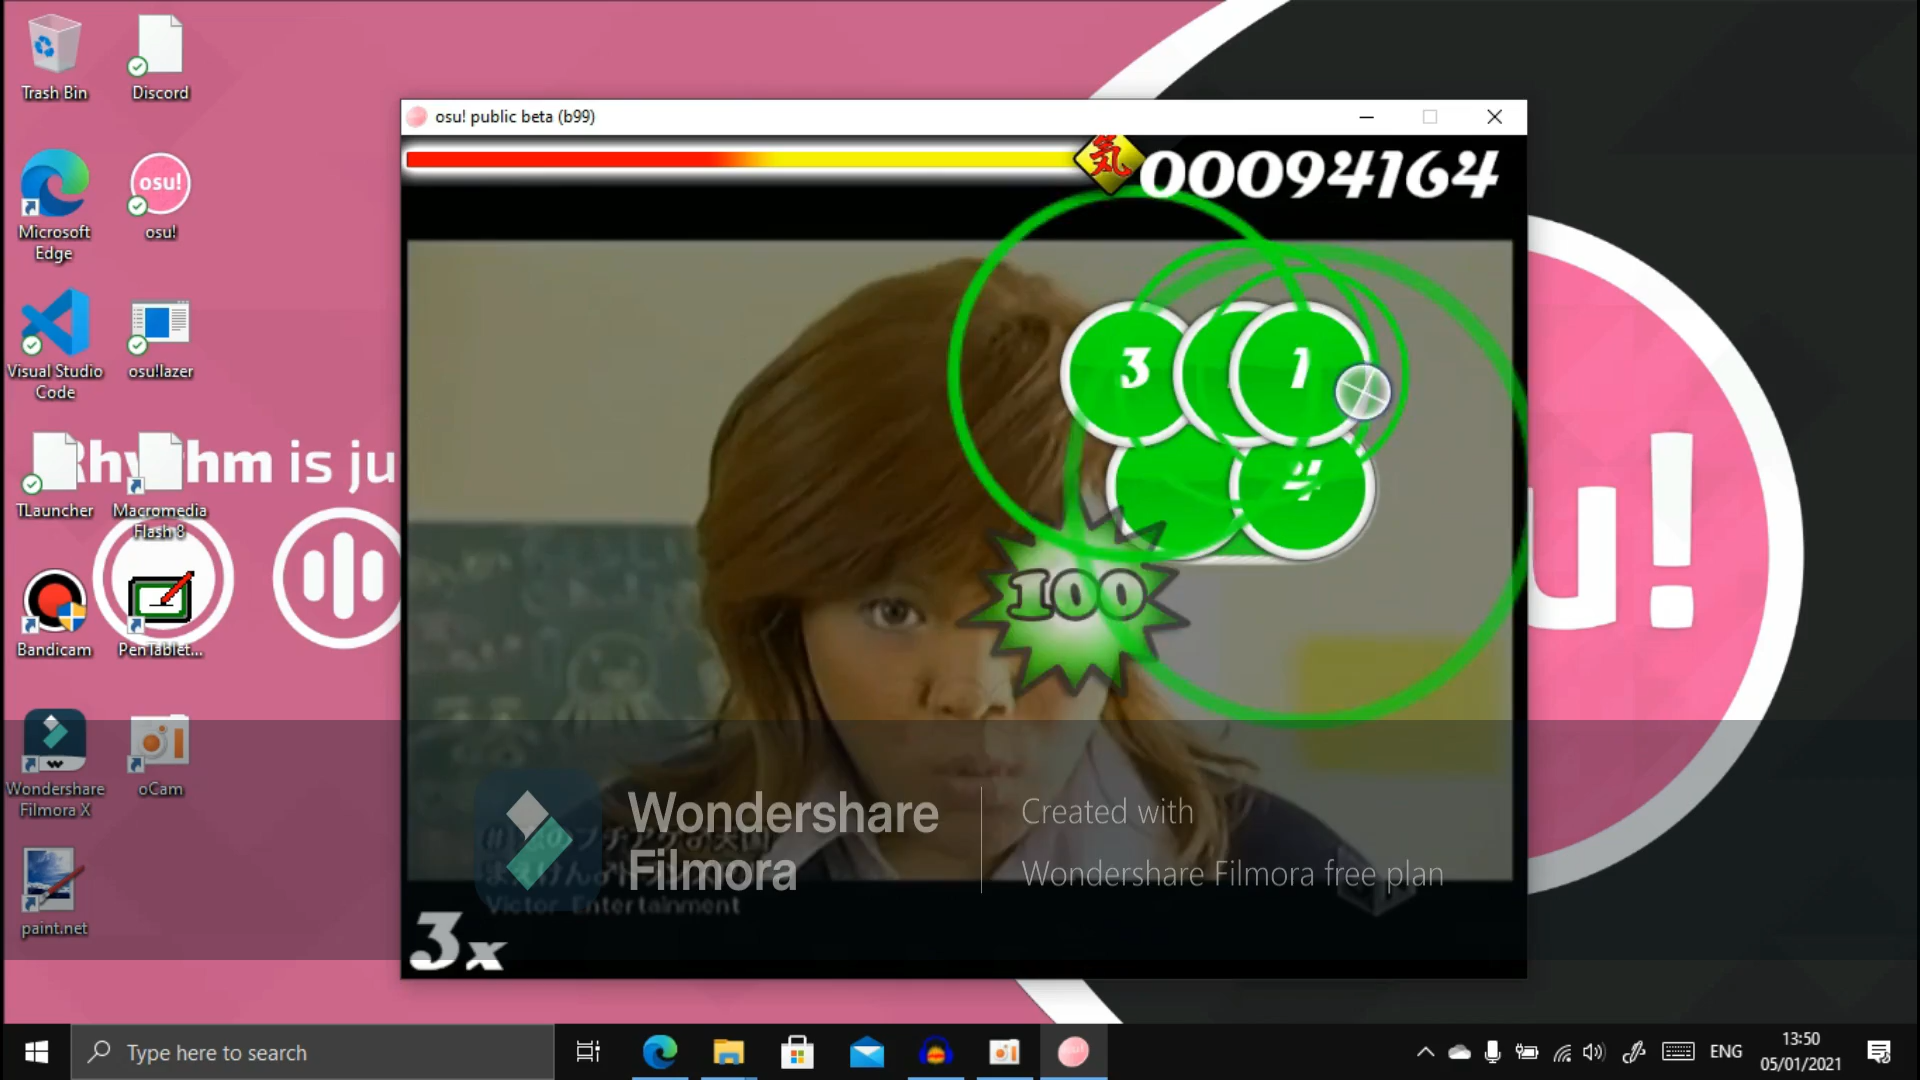 Trash Bin
Discord
osu! public beta (b99)
気
00094164
osu!
Microsoft
Edge
osu!
3
1
Visual Studio
Code
osu!lazer
Rhythm is ju
4
TLauncher
Macromedia
Flash 8
100
u!
Bandicam
PenTablet...
Wondershare
Filmora X
oCam
Wondershare
Filmora
Created with
Wondershare Filmora free plan
Victor Entertainment
paint.net
3x
Type here to search
ENG
13:50
05/01/2021